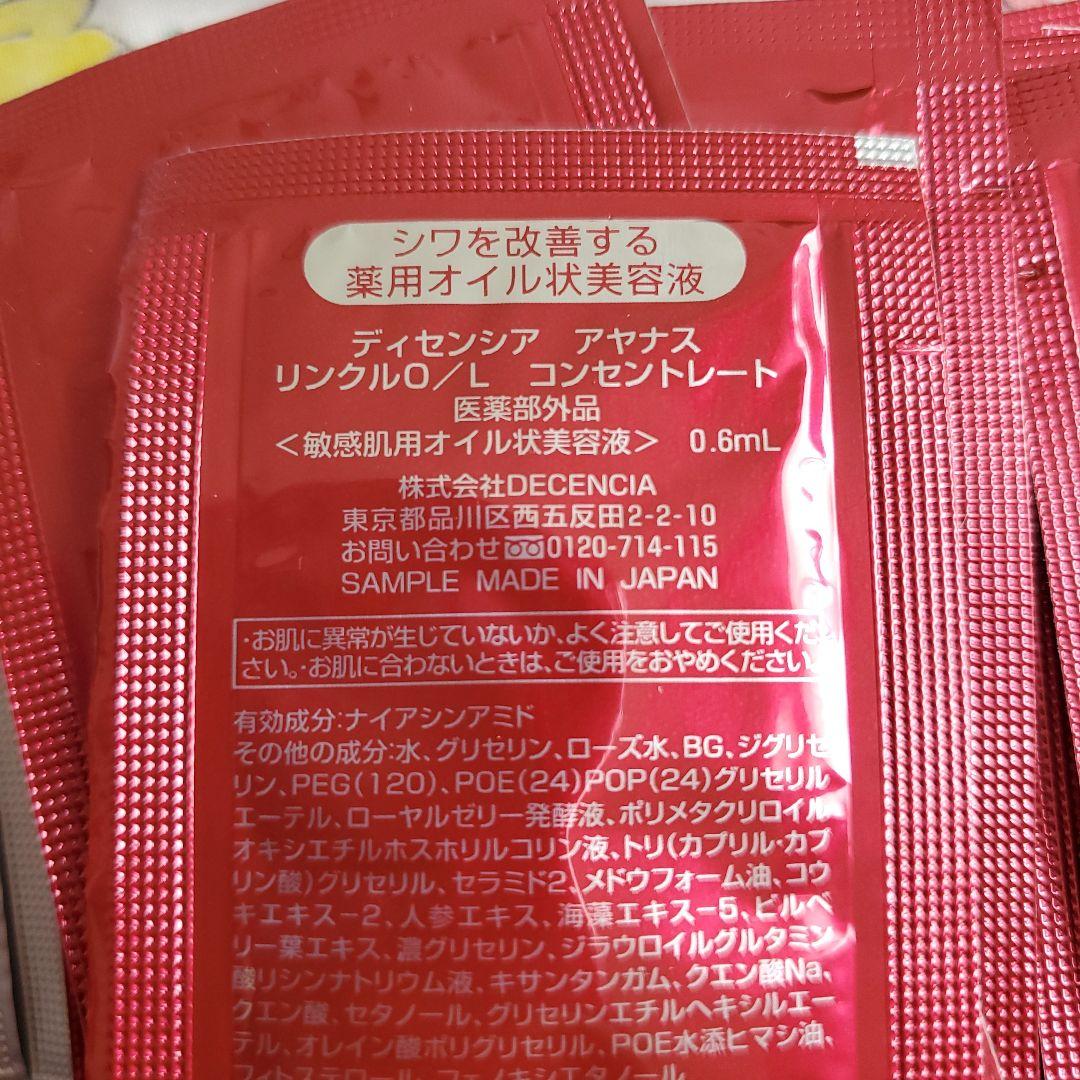 シワを改善する
薬用オイル状美容液
ディセンシア アヤナス
リンクルO／L コンセントレート
医薬部外品
＜敏感肌用オイル状美容液＞ 0.6mL
株式会社DECENCIA
東京都品川区西五反田2-2-10
お問い合わせ 0120-714-115
SAMPLE MADE IN JAPAN
・お肌に異常が生じていないか、よく注意してご使用くだ
さい。・お肌に合わないときは、ご使用をおやめください。
有効成分：ナイアシンアミド
その他の成分：水、グリセリン、ローズ水、BG、ジグリセ
リン、PEG(120)、POE(24)POP(24)グリセリル
エーテル、ローヤルゼリー発酵液、ポリメタクリロイル
オキシエチルホスホリルコリン液、トリ(カプリル・カプ
リン酸)グリセリル、セラミド2、メドウフォーム油、コウ
キエキス-2、人参エキス、海藻エキス-5、ビルベ
リー葉エキス、濃グリセリン、ジラウロイルグルタミン
酸リシンナトリウム液、キサンタンガム、クエン酸Na、
クエン酸、セタノール、グリセリンエチルヘキシルエー
テル、オレイン酸ポリグリセリル、POE水添ヒマシ油、
フィトステロール、フェノキシエタノール